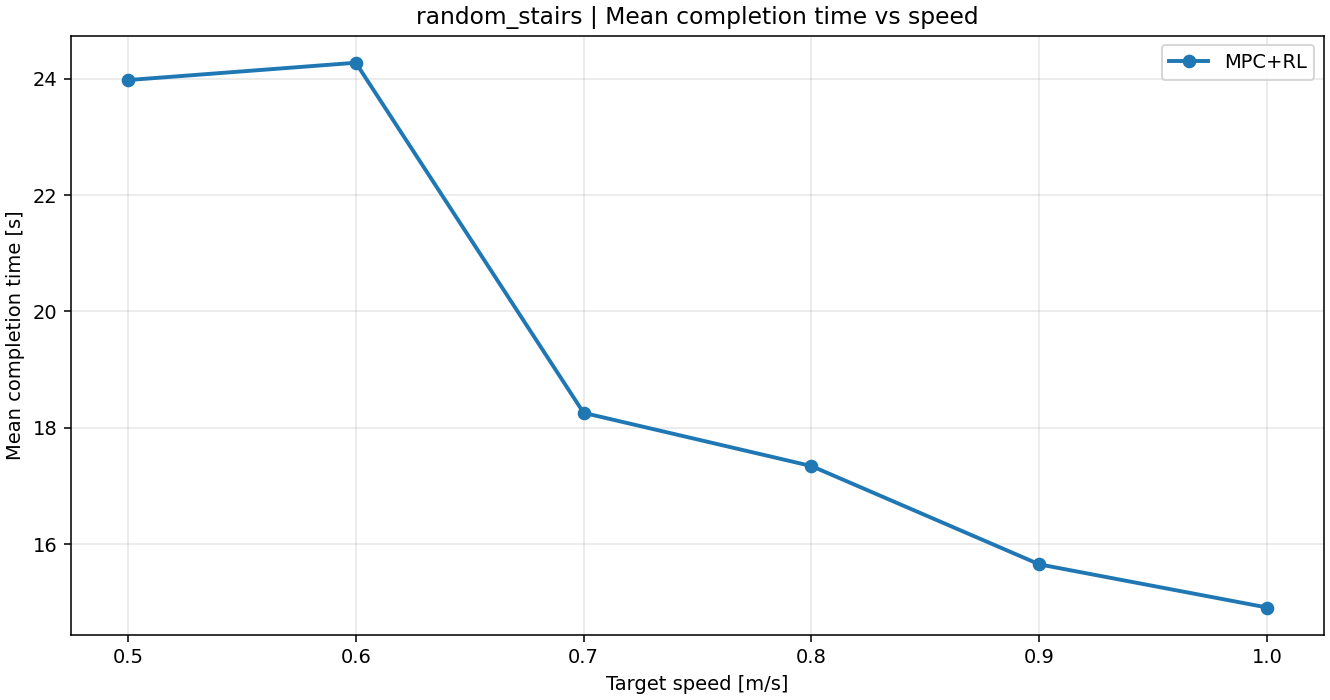 random_stairs | Mean completion time vs speed
MPC+RL
Mean completion time [s]
24
22
20
18
16
0.5 0.6 0.7 0.8 0.9 1.0
Target speed [m/s]